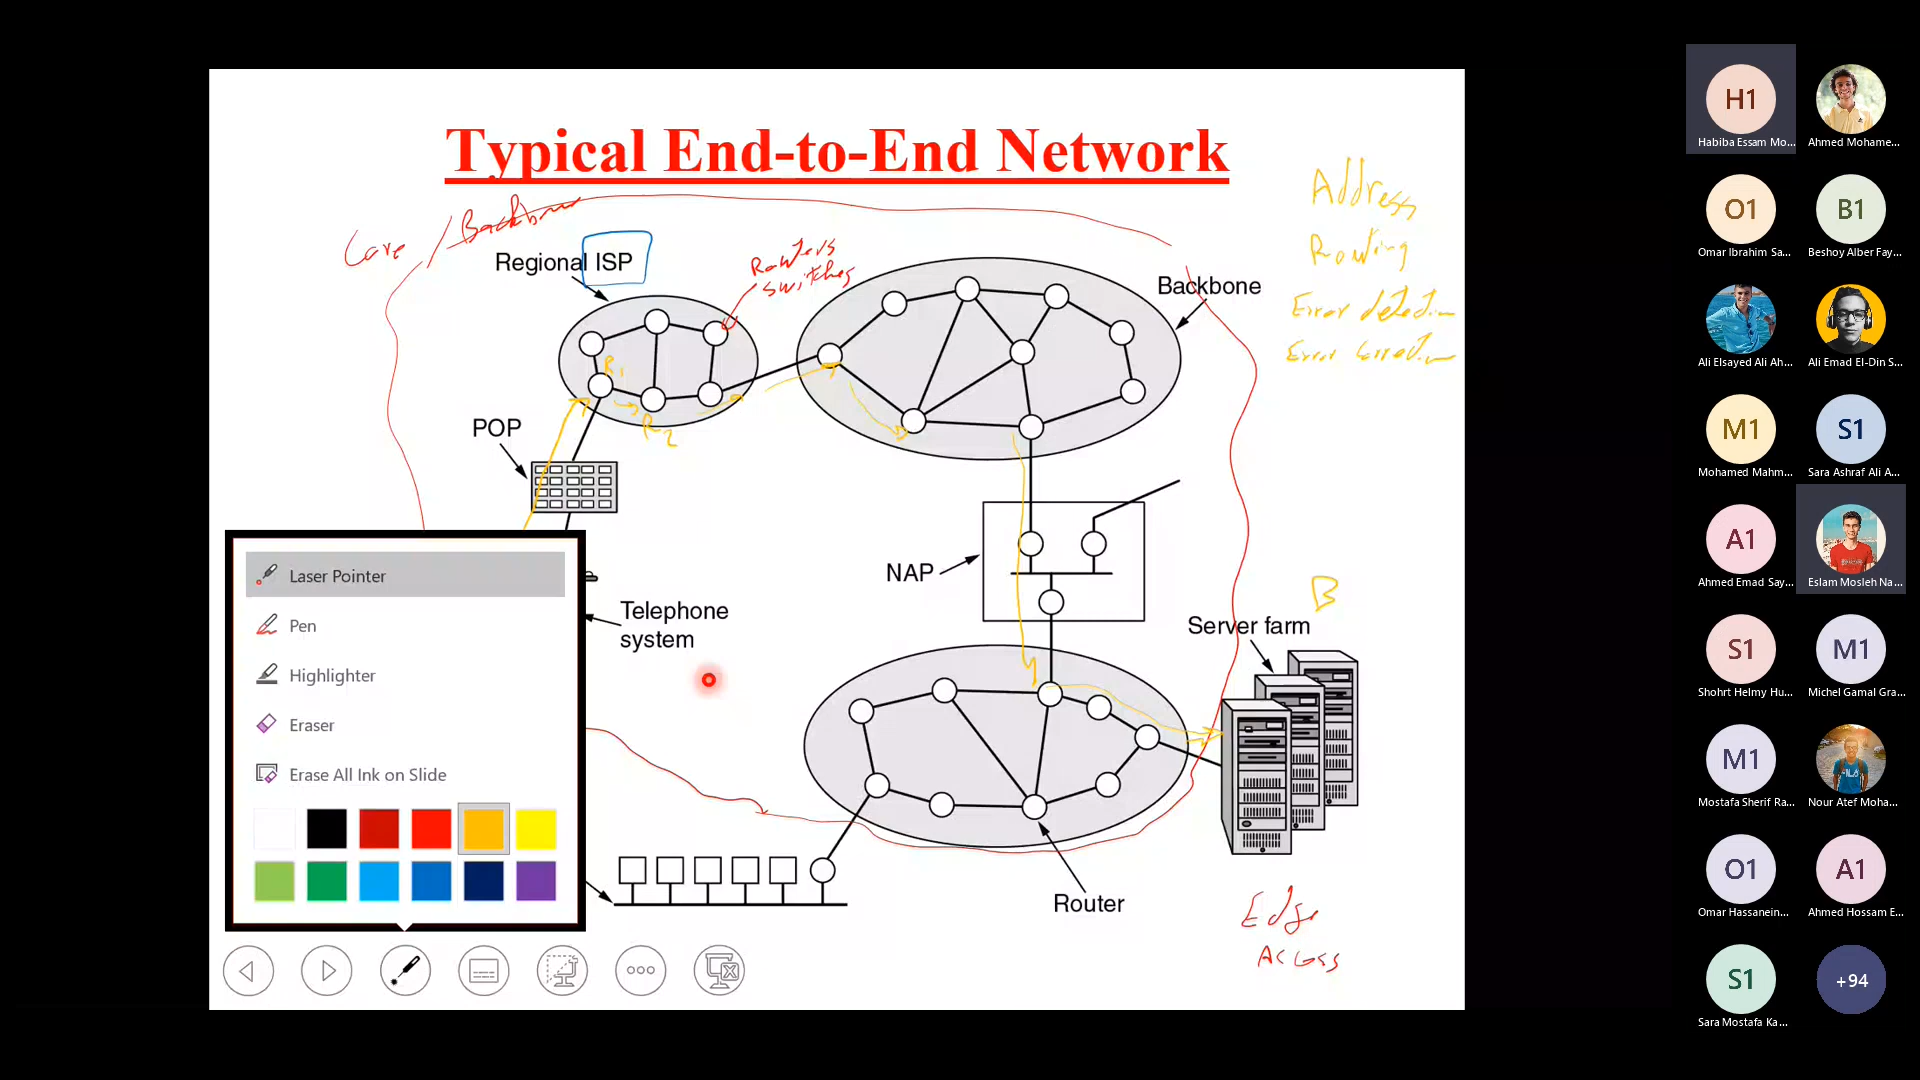 Typical End-to-End Network
Address
Routing
Error detection
Core / Backbone
Regional ISP
Routers
switches
Backbone
R1
R2
POP
NAP
B
Server farm
Telephone
system
Laser Pointer
Pen
Highlighter
Eraser
Erase All Ink on Slide
Router
Edge
Access
H1
Habiba Essam Mo...
Ahmed Mohame...
O1
Omar Ibrahim Sa...
B1
Beshoy Alber Fay...
Ali Elsayed Ali Ah...
Ali Emad El-Din S...
M1
Mohamed Mahm...
S1
Sara Ashraf Ali A...
A1
Ahmed Emad Say...
Eslam Mosleh Na...
S1
Shohrt Helmy Hu...
M1
Michel Gamal Gra...
M1
Mostafa Sherif Ra...
Nour Atef Moha...
O1
Omar Hassanein...
A1
Ahmed Hossam E...
S1
Sara Mostafa Ka...
+94